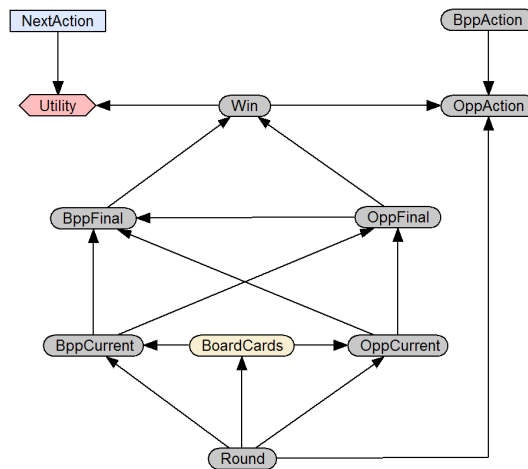 NextAction
BppAction
Utility
Win
OppAction
BppFinal
OppFinal
BppCurrent
BoardCards
OppCurrent
Round